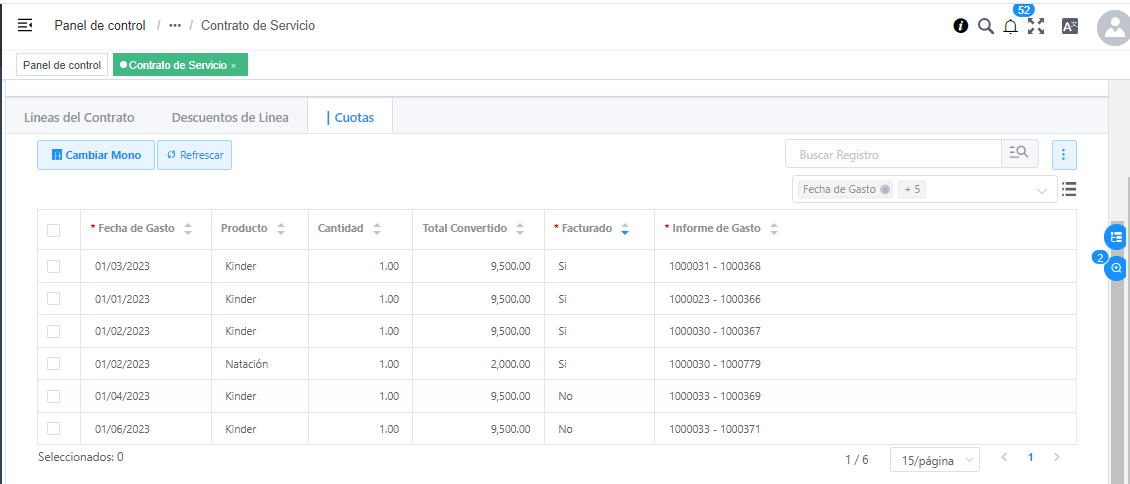 Panel de control / ··· / Contrato de Servicio
52
Panel de control
Contrato de Servicio ×
Lineas del Contrato Descuentos de Linea Cuotas
Cambiar Mono Refrescar Buscar Registro
Fecha de Gasto + 5
* Fecha de Gasto Producto Cantidad Total Convertido * Facturado * Informe de Gasto
01/03/2023 Kinder 1.00 9,500.00 Si 1000031 - 1000368
01/01/2023 Kinder 1.00 9,500.00 Si 1000023 - 1000366
01/02/2023 Kinder 1.00 9,500.00 Si 1000030 - 1000367
01/02/2023 Natación 1.00 2,000.00 Si 1000030 - 1000779
01/04/2023 Kinder 1.00 9,500.00 No 1000033 - 1000369
01/06/2023 Kinder 1.00 9,500.00 No 1000033 - 1000371
2
Seleccionados: 0 1 / 6 15/página < 1 >